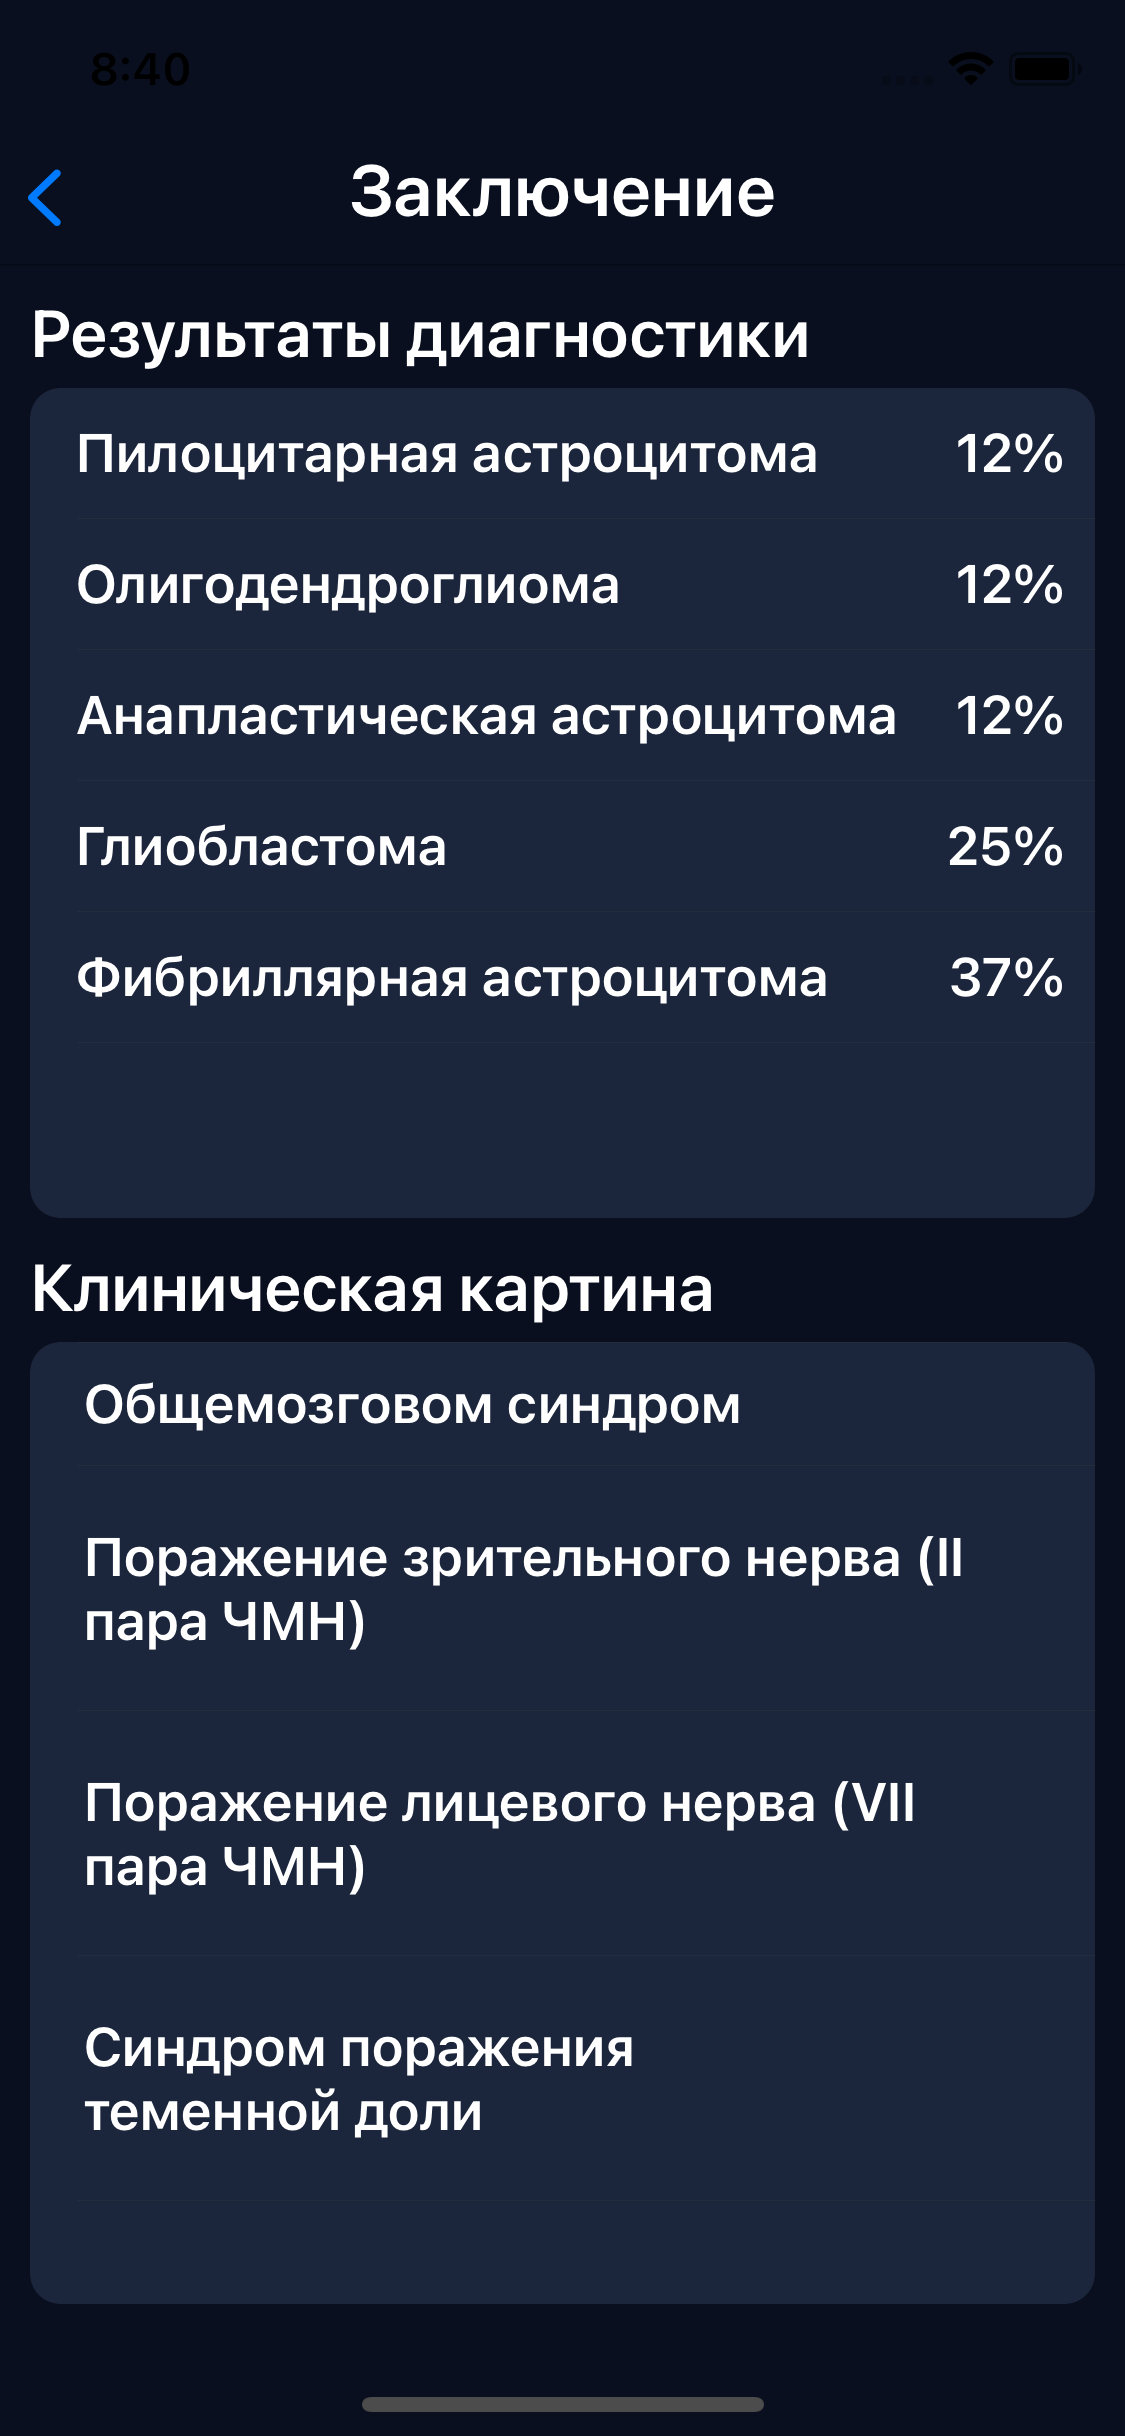 8:40
Заключение
Результаты диагностики
Пилоцитарная астроцитома 12%
Олигодендроглиома 12%
Анапластическая астроцитома 12%
Глиобластома 25%
Фибриллярная астроцитома 37%
Клиническая картина
Общемозговом синдром
Поражение зрительного нерва (II
пара ЧМН)
Поражение лицевого нерва (VII
пара ЧМН)
Синдром поражения
теменной доли